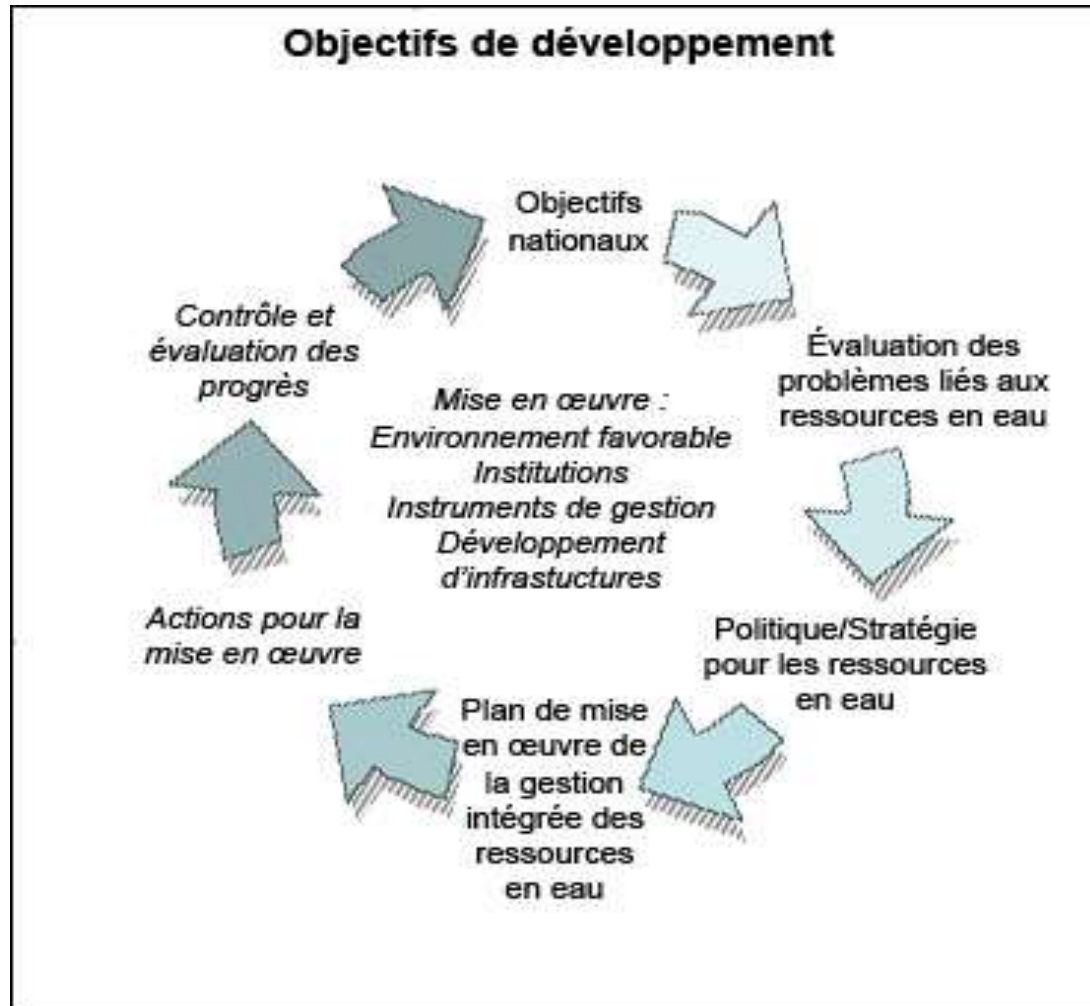 Objectifs de développement
Objectifs
nationaux
Évaluation des
problèmes liés aux
ressources en eau
Politique/Stratégie
pour les ressources
en eau
Plan de mise
en œuvre de
la gestion
intégrée des
ressources
en eau
Actions pour la
mise en œuvre
Contrôle et
évaluation des
progrès
Mise en œuvre :
Environnement favorable
Institutions
Instruments de gestion
Développement
d'infrastuctures